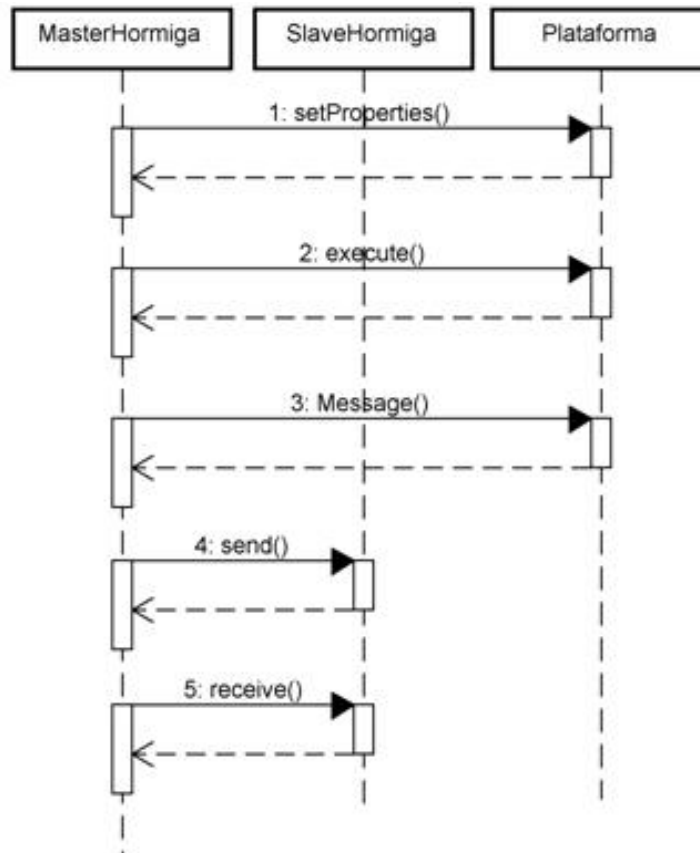 MasterHormiga
SlaveHormiga
Plataforma
1: setProperties()
2: execute()
3: Message()
4: send()
5: receive()